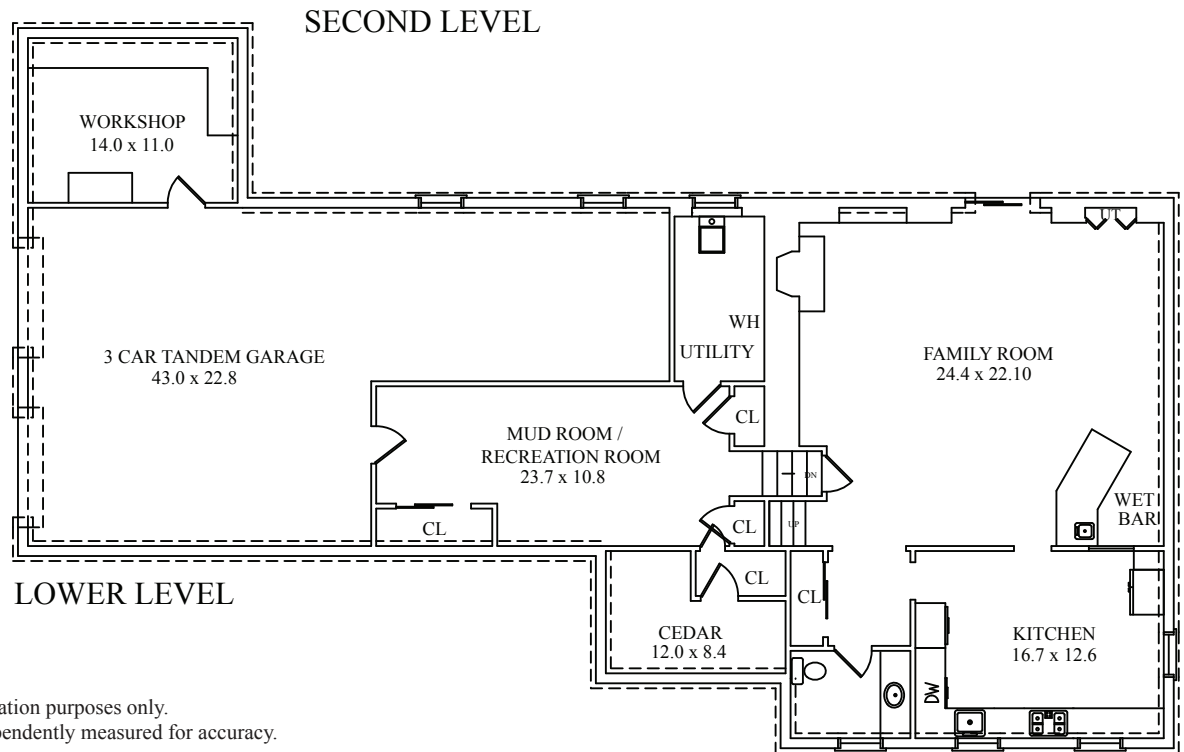 SECOND LEVEL
WORKSHOP
14.0 x 11.0
UT
WH
UTILITY
3 CAR TANDEM GARAGE
43.0 x 22.8
FAMILY ROOM
24.4 x 22.10
CL
MUD ROOM /
RECREATION ROOM
23.7 x 10.8
DN
WET
BAR
CL
CL
UP
CL
CL
LOWER LEVEL
CEDAR
12.0 x 8.4
KITCHEN
16.7 x 12.6
DW
ation purposes only.
pendently measured for accuracy.